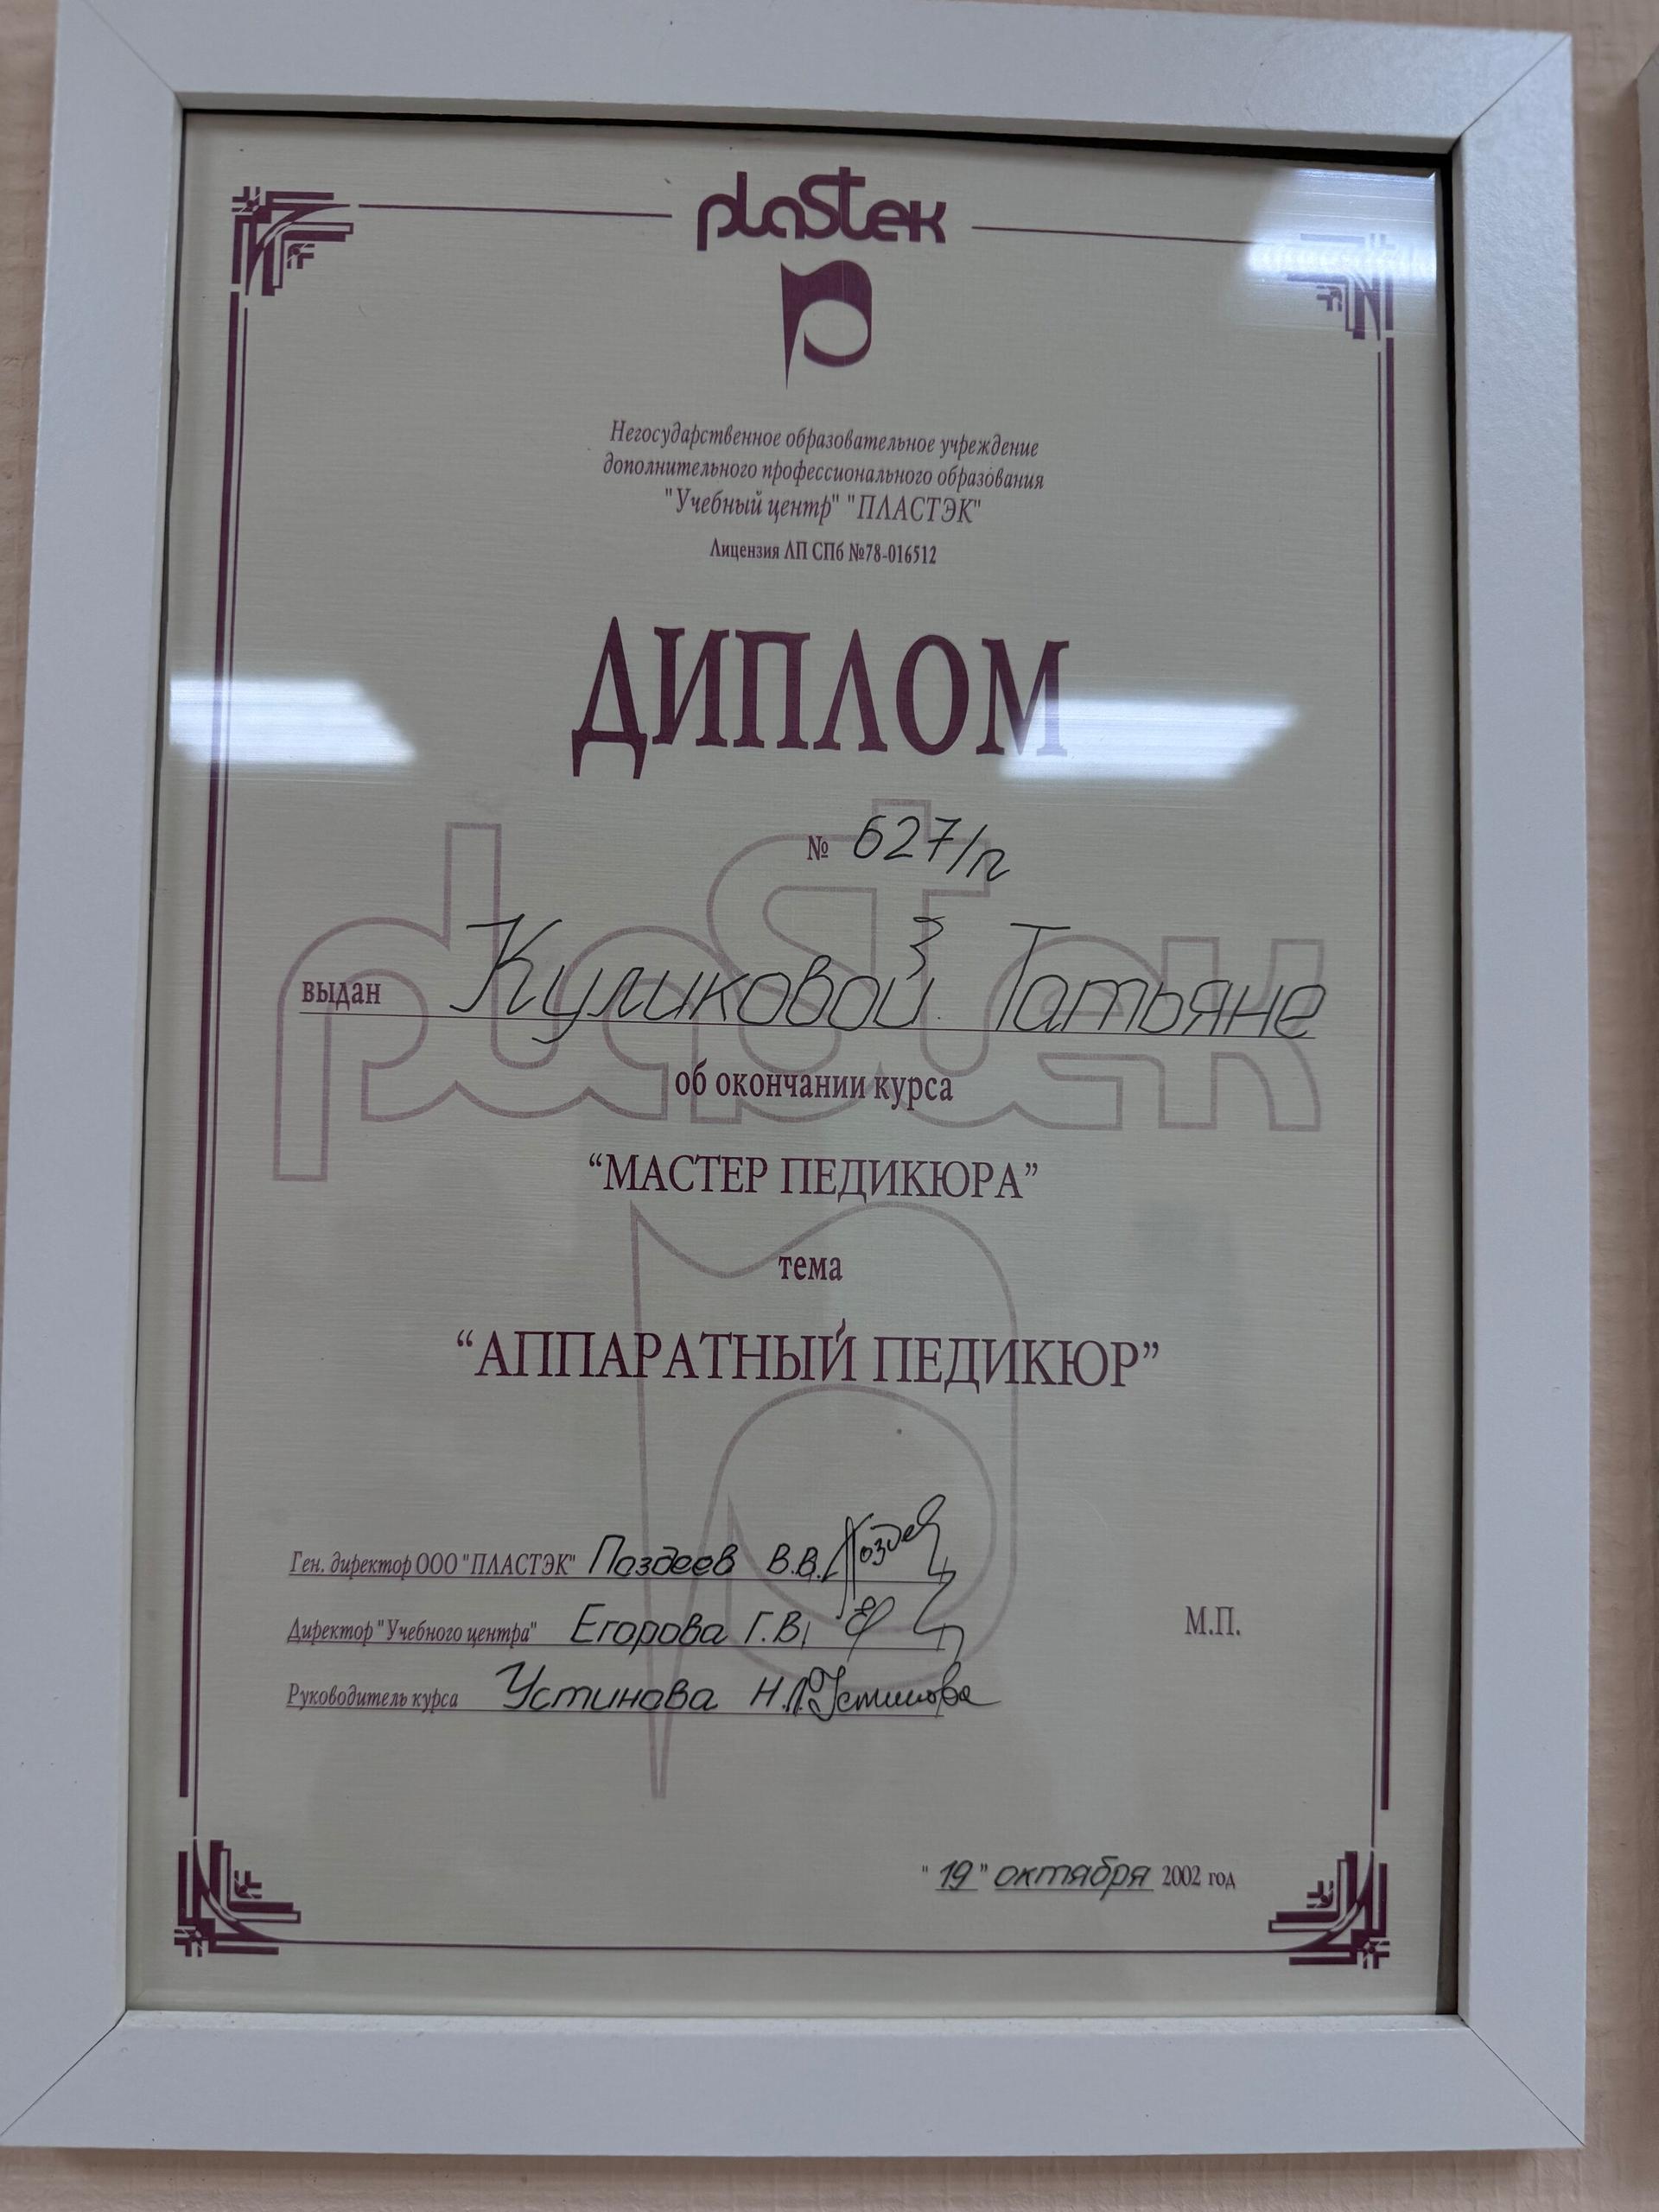 plastek
Негосударственное образовательное учреждение
дополнительного профессионального образования
"Учебный центр" "ПЛАСТЭК"
Лицензия ЛП СПб №78-016512
ДИПЛОМ
№ 627/п
plastek
выдан Куликовой Татьяне
об окончании курса
“МАСТЕР ПЕДИКЮРА”
тема
“АППАРАТНЫЙ ПЕДИКЮР”
Ген. директор ООО "ПЛАСТЭК" Поздеев В.В.
Директор "Учебного центра" Егорова Г.В.
М.П.
Руководитель курса Устинова Н.Л. Устинова
"19" октября 2002 год